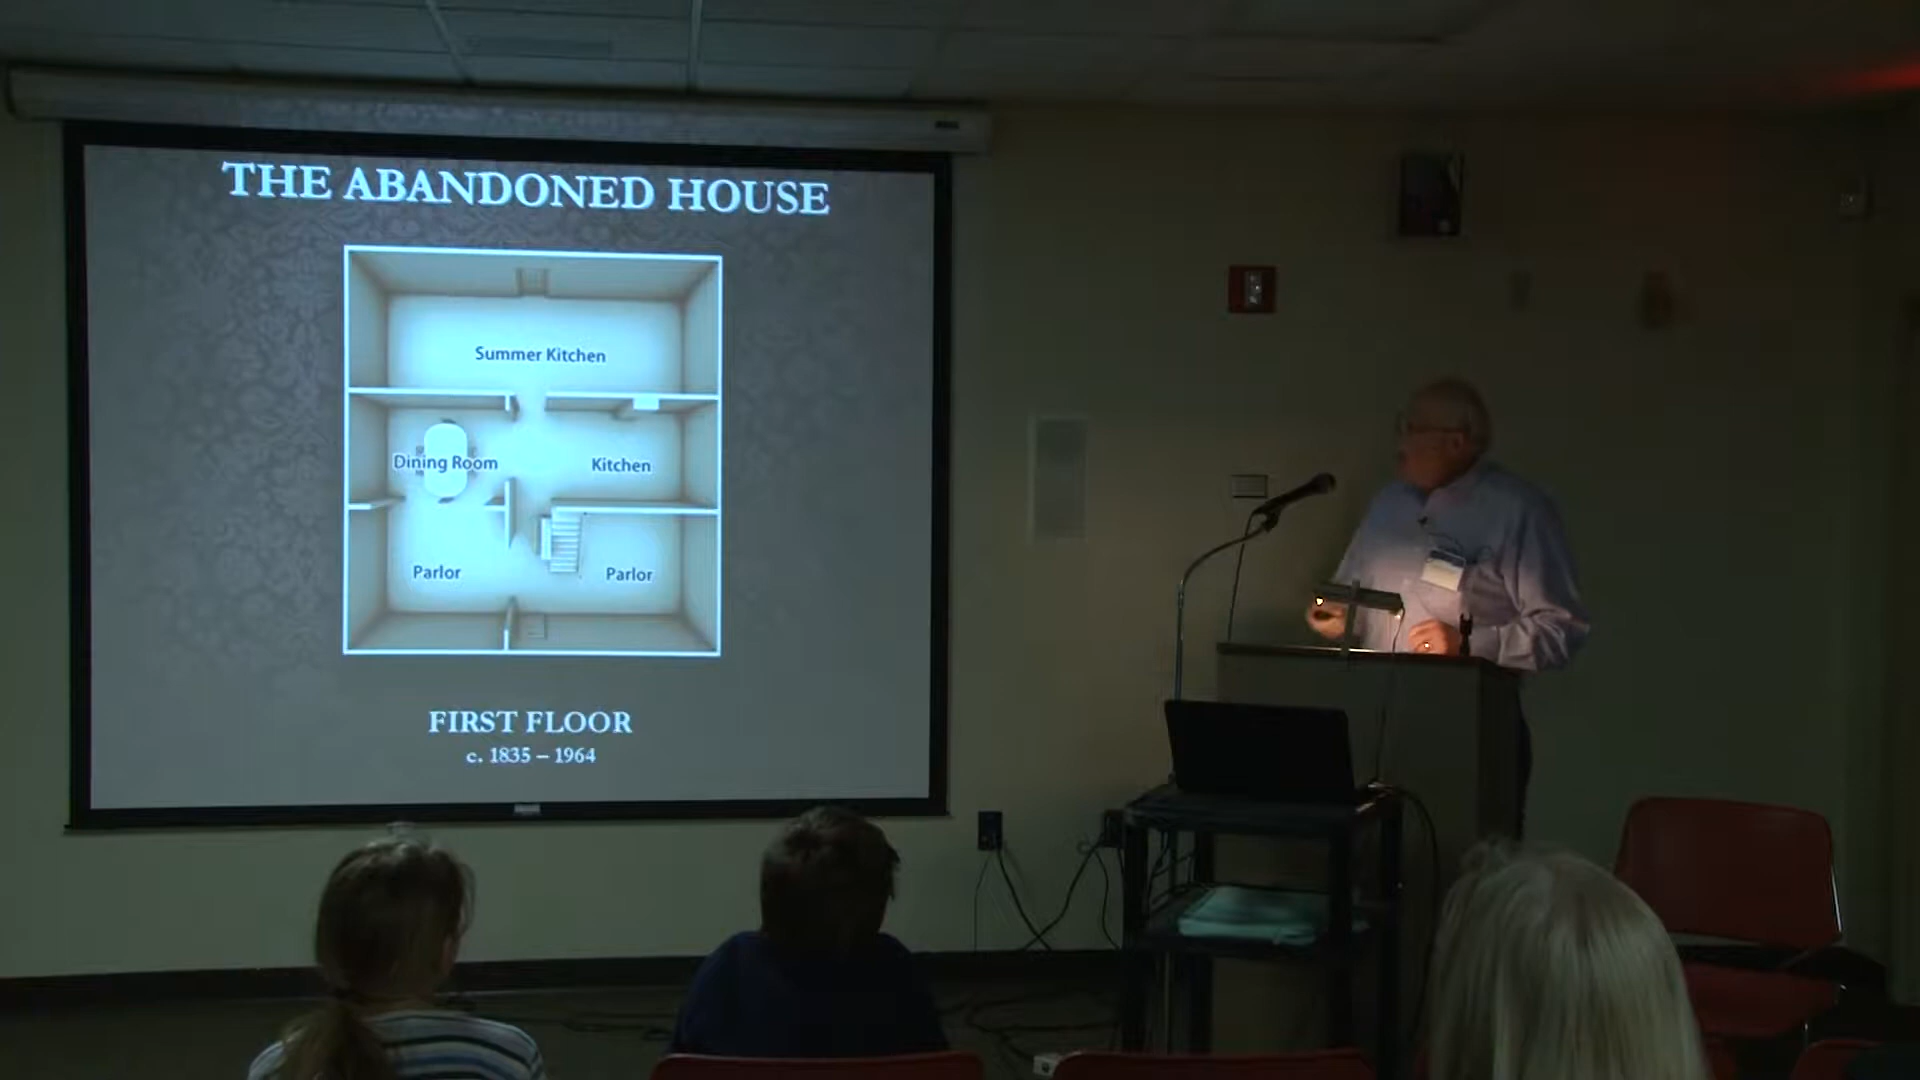 THE ABANDONED HOUSE
Summer Kitchen
Dining Room
Kitchen
Parlor
Parlor
FIRST FLOOR
c. 1835 – 1964